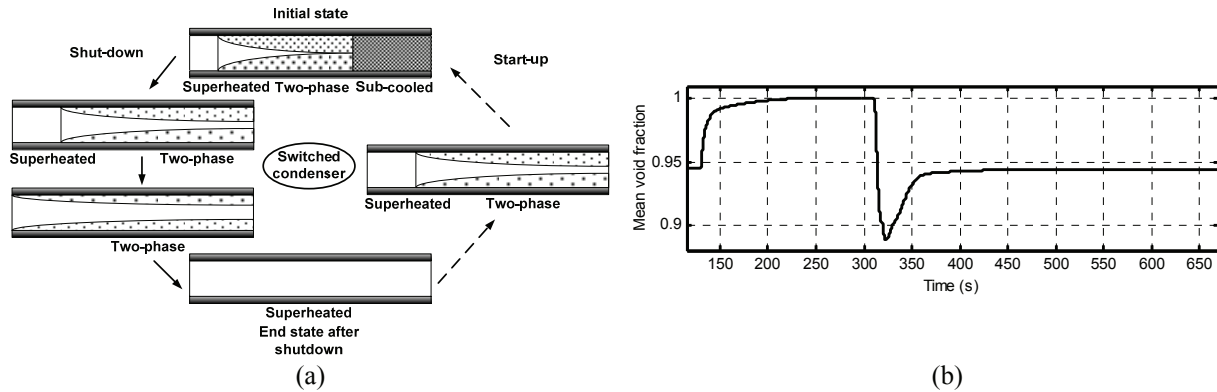 Initial state
Shut-down
Start-up
Superheated Two-phase Sub-cooled
Superheated Two-phase
Switched
condenser
Superheated Two-phase
Two-phase
Superheated
End state after
shutdown
(a)
Mean void fraction
1
0.95
0.9
150 200 250 300 350 400 450 500 550 600 650
Time (s)
(b)